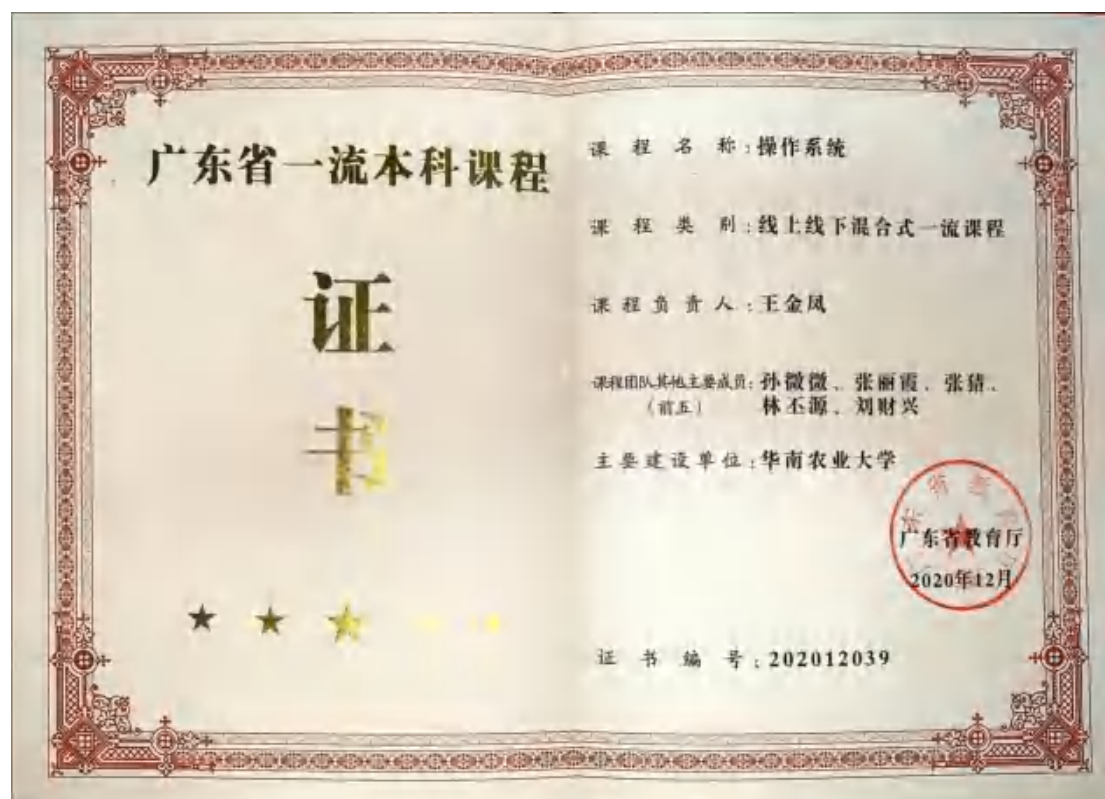 广东省一流本科课程
证
书
课程名称:操作系统
课程类别:线上线下混合式一流课程
课程负责人:王金凤
课程团队其他主要成员:孙微微、张丽霞、张猜、
(前五) 林丕源、刘财兴
主要建设单位:华南农业大学
广东省教育厅
2020年12月
证书编号:202012039